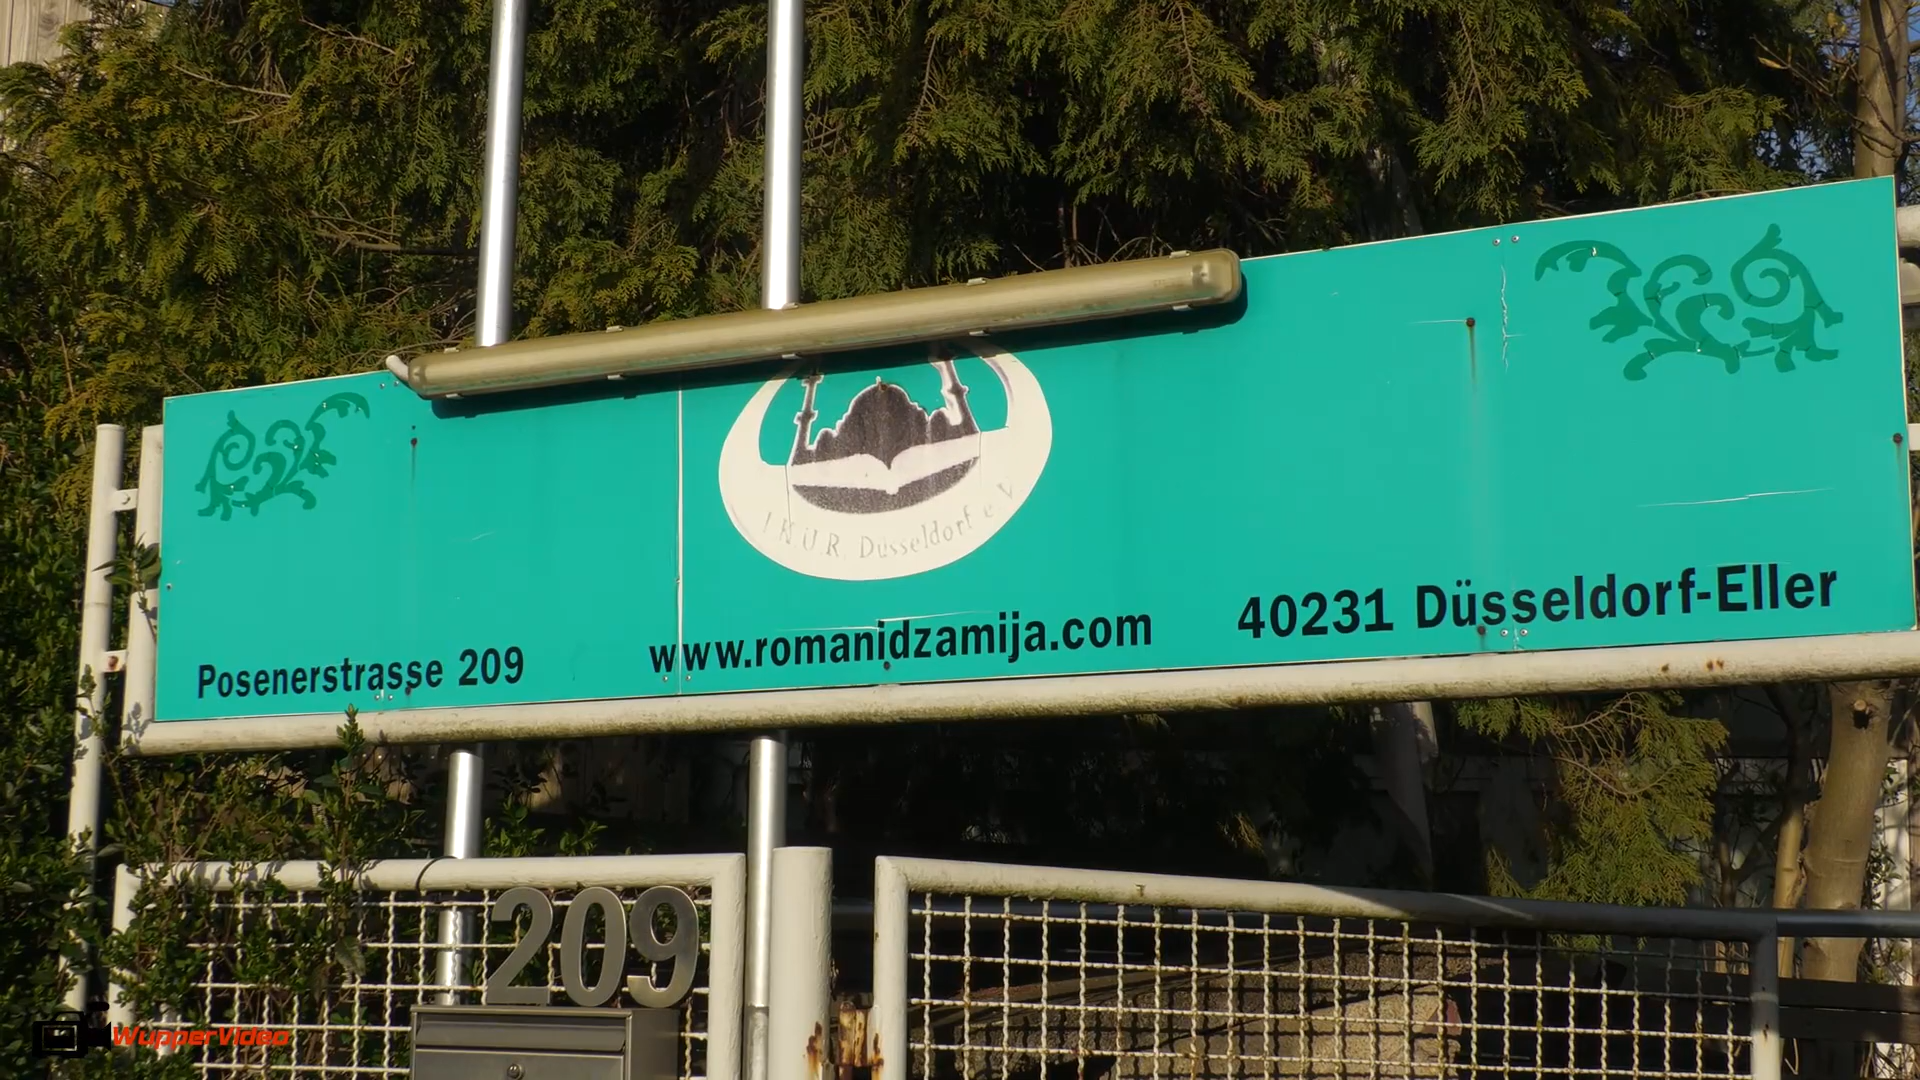 I.K.Ü.R. Düsseldorf e.V
Posenerstrasse 209
www.romanidzamija.com
40231 Düsseldorf-Eller
209
WupperVideo